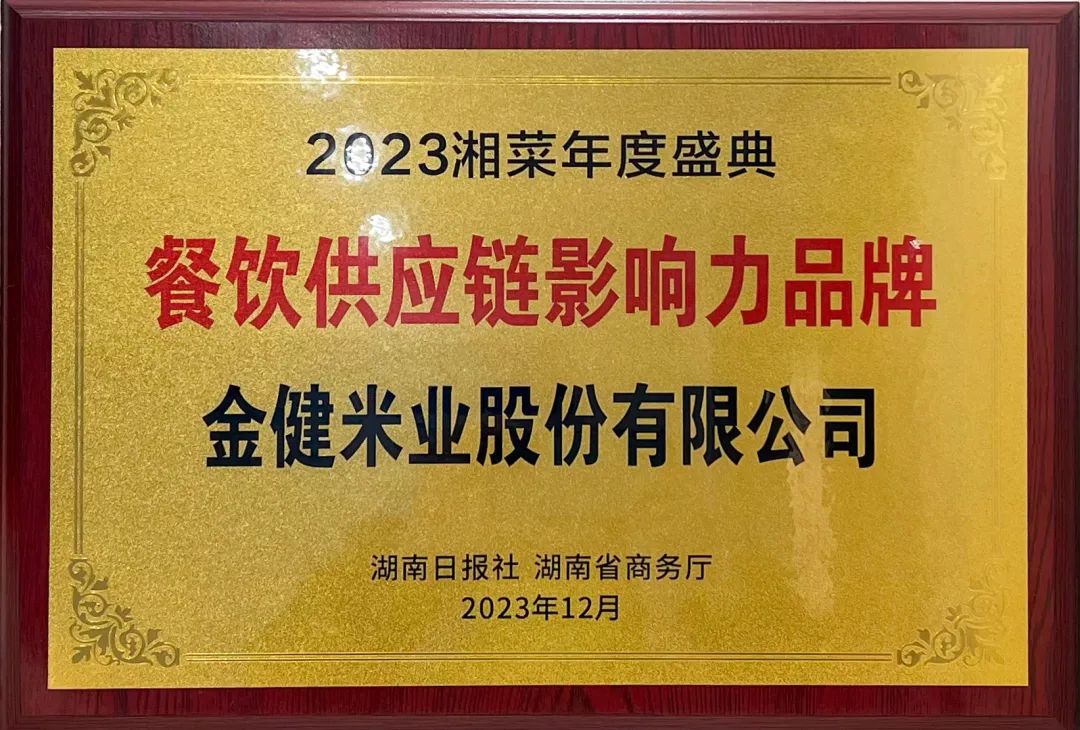 2023湘菜年度盛典
餐饮供应链影响力品牌
金健米业股份有限公司
湖南日报社 湖南省商务厅
2023年12月